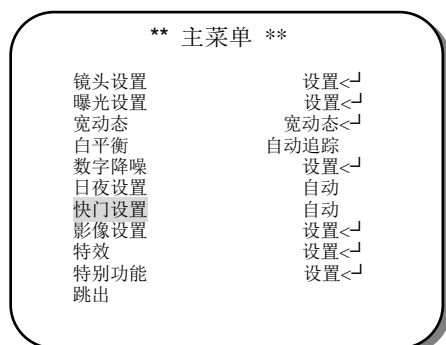 ** 主菜单 **
镜头设置 设置<┘
曝光设置 设置<┘
宽动态 宽动态<┘
白平衡 自动追踪
数字降噪 设置<┘
日夜设置 自动
快门设置 自动
影像设置 设置<┘
特效 设置<┘
特别功能 设置<┘
跳出